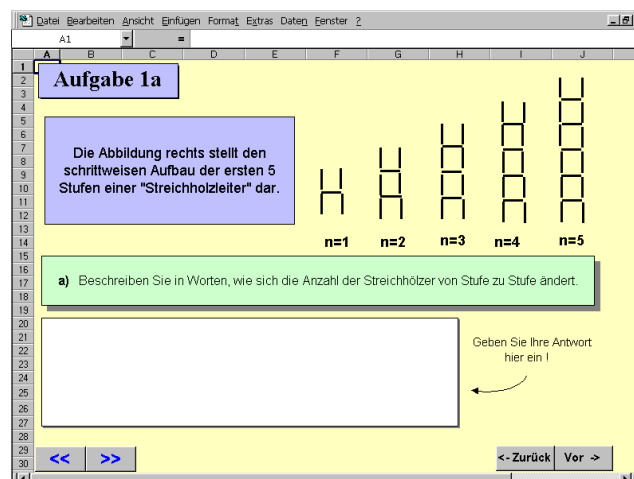 Datei Bearbeiten Ansicht Einfügen Format Extras Daten Fenster ?
A1 =
A B C D E F G H I J
1
2
3
4
5
6
7
8
9
10
11
12
13
14
15
16
17
18
19
20
21
22
23
24
25
26
27
28
29
30
Aufgabe 1a
Die Abbildung rechts stellt den
schrittweisen Aufbau der ersten 5
Stufen einer "Streichholzleiter" dar.
n=1 n=2 n=3 n=4 n=5
a) Beschreiben Sie in Worten, wie sich die Anzahl der Streichhölzer von Stufe zu Stufe ändert.
Geben Sie Ihre Antwort
hier ein !
<< >>
<- Zurück Vor ->